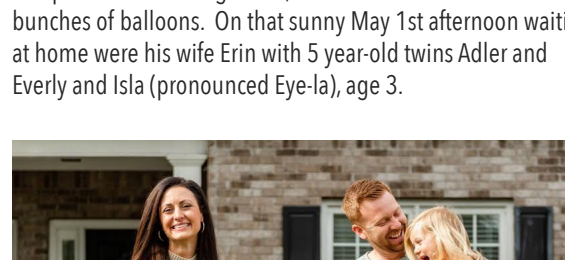 bunches of balloons. On that sunny May 1st afternoon
at home were his wife Erin with 5 year-old twins Adler and
Everly and Isla (pronounced Eye-la), age 3.